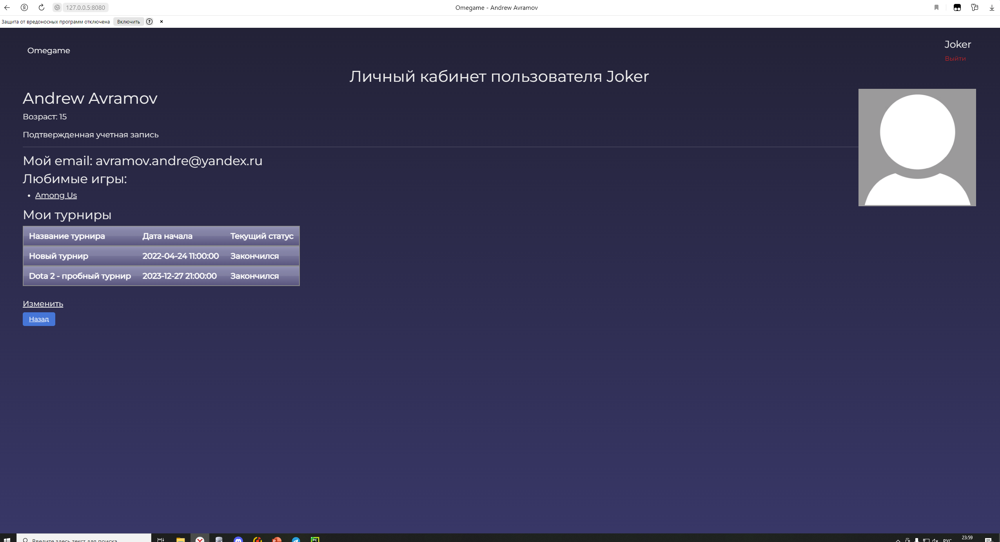 127.0.0.5:8080
Omegame - Andrew Avramov
Защита от вредоносных программ отключена Включить ? ×
Omegame
Joker
Выйти
Личный кабинет пользователя Joker
Andrew Avramov
Возраст: 15
Подтвержденная учетная запись
Мой email: avramov.andre@yandex.ru
Любимые игры:
• Among Us
Мои турниры
Название турнира Дата начала Текущий статус
Новый турнир 2022-04-24 11:00:00 Закончился
Dota 2 - пробный турнир 2023-12-27 21:00:00 Закончился
Изменить
Назад
Введите здесь текст для поиска
PC
РУС
23:59